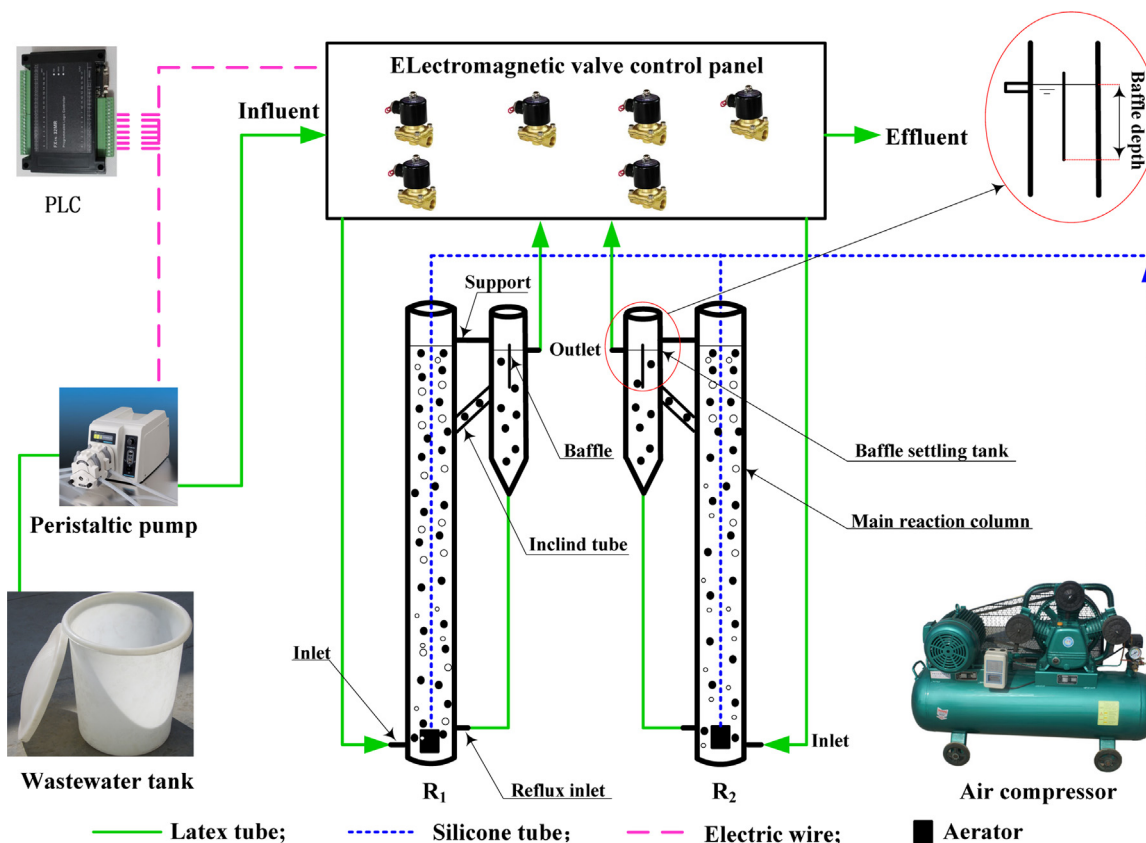 ELectromagnetic valve control panel
Influent
Effluent
Baffle depth
PLC
Support
Outlet
Baffle
Baffle settling tank
Peristaltic pump
Inclind tube
Main reaction column
Inlet
Inlet
Wastewater tank
R1
Reflux inlet
R2
Air compressor
Latex tube;
Silicone tube;
Electric wire;
Aerator